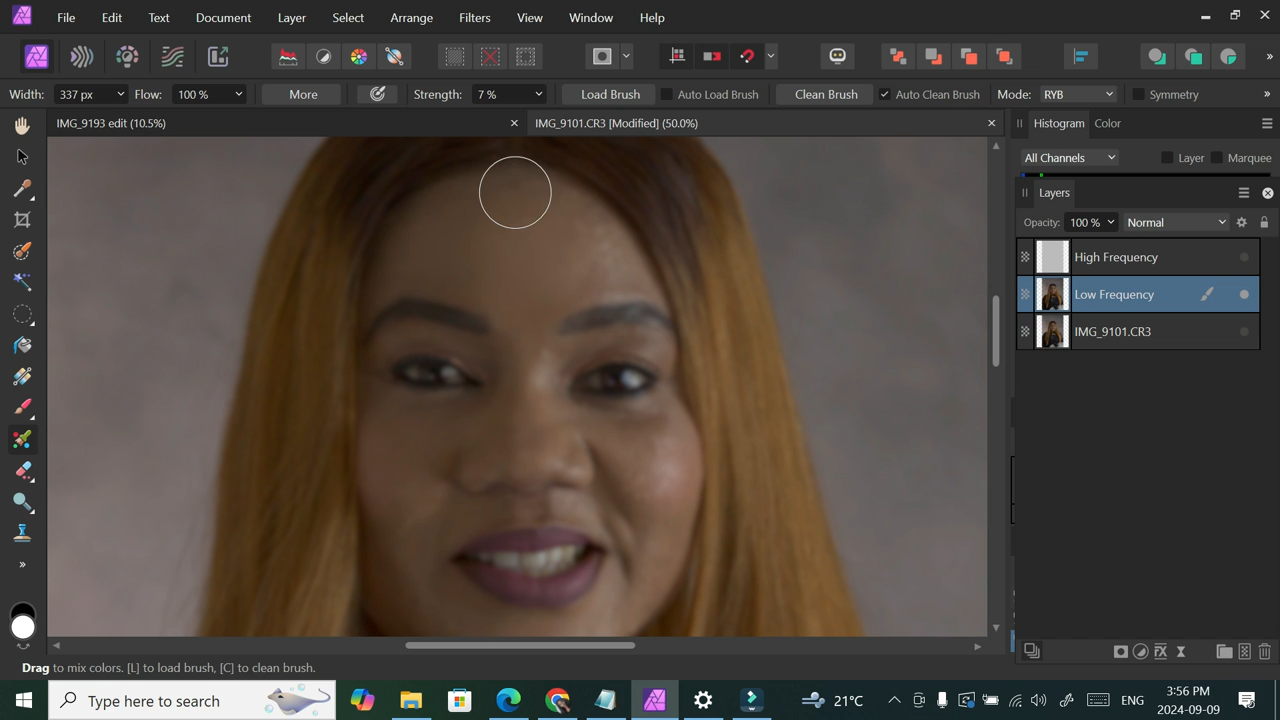 File Edit Text Document Layer Select Arrange Filters View Window Help
Width: 337 px Flow: 100 % More Strength: 7 % Load Brush Auto Load Brush Clean Brush Auto Clean Brush Mode: RYB Symmetry
IMG_9193 edit (10.5%) IMG_9101.CR3 [Modified] (50.0%)
Histogram Color
All Channels Layer Marquee
Layers
Opacity: 100 % Normal
High Frequency
Low Frequency
IMG_9101.CR3
Drag to mix colors. [L] to load brush, [C] to clean brush.
Type here to search
21°C
ENG
2024-09-09